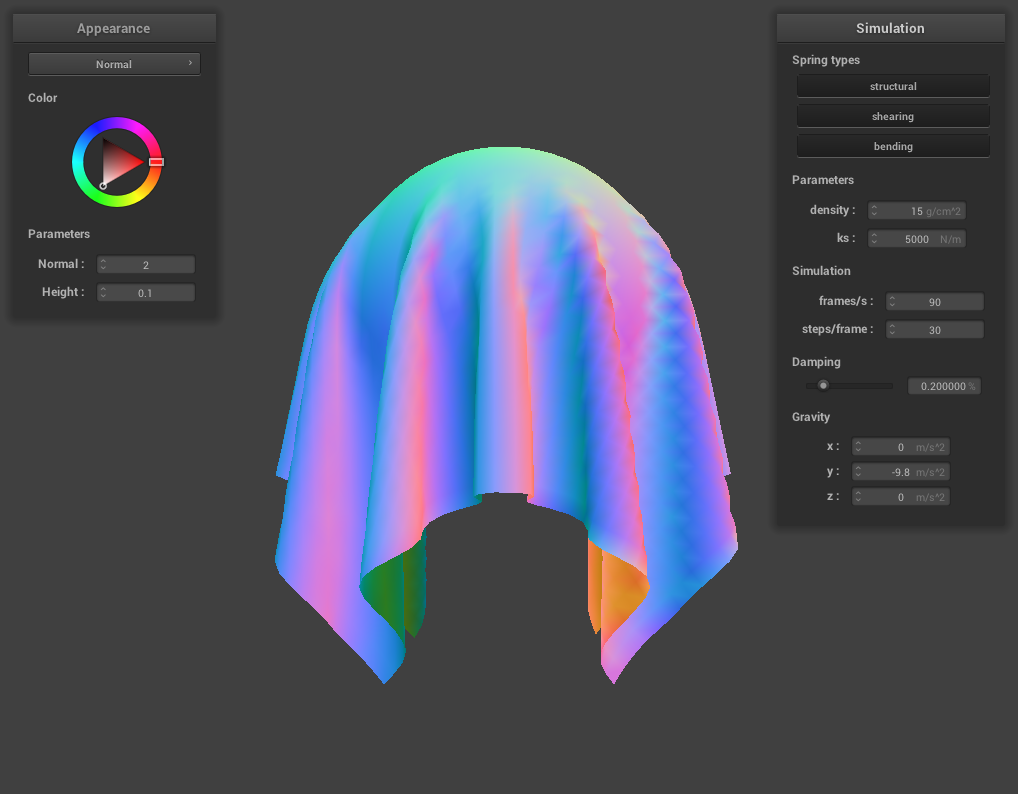 Appearance
Normal
Color
Parameters
Normal : 2
Height : 0.1
Simulation
Spring types
structural
shearing
bending
Parameters
density : 15 g/cm^2
ks : 5000 N/m
Simulation
frames/s : 90
steps/frame : 30
Damping
0.200000 %
Gravity
x : 0 m/s^2
y : -9.8 m/s^2
z : 0 m/s^2